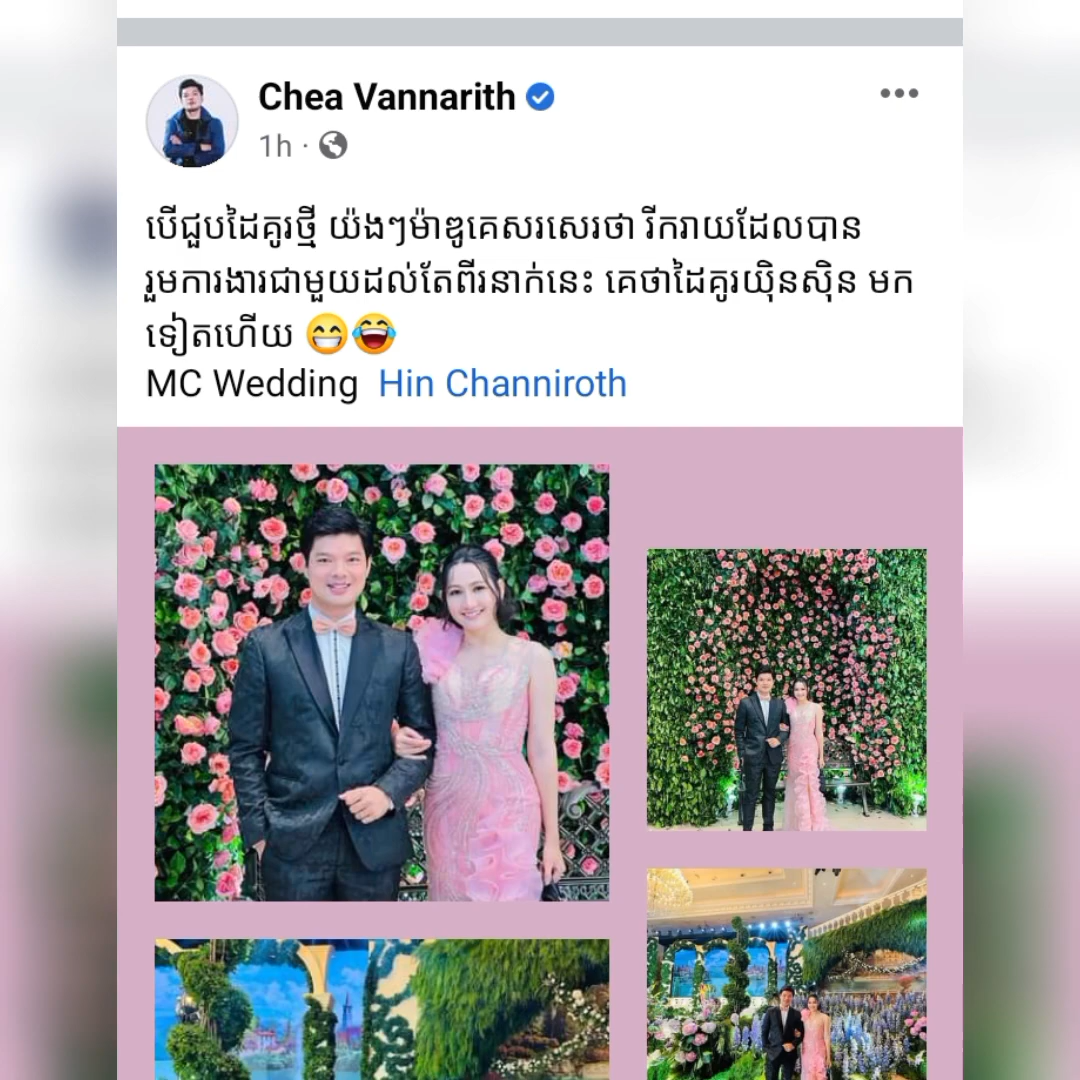 Chea Vannarith
1h ·
បើជួបដៃគូរថ្មី យ៉ងៗម៉ាឌូគេសរសេរថា រីករាយដែលបាន
រួមការងារជាមួយដល់តែពីរនាក់នេះ គេថាដៃគូរយ៉ិនស៊ិន មក
ទៀតហើយ 😁😂
MC Wedding Hin Channiroth